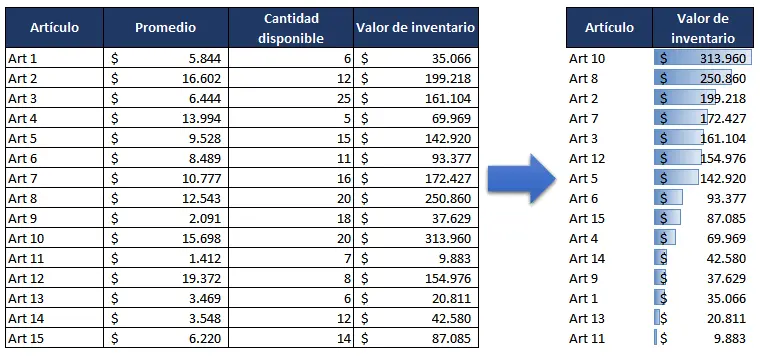 Artículo Promedio Cantidad disponible Valor de inventario
Art 1 $ 5.844 6 $ 35.066
Art 2 $ 16.602 12 $ 199.218
Art 3 $ 6.444 25 $ 161.104
Art 4 $ 13.994 5 $ 69.969
Art 5 $ 9.528 15 $ 142.920
Art 6 $ 8.489 11 $ 93.377
Art 7 $ 10.777 16 $ 172.427
Art 8 $ 12.543 20 $ 250.860
Art 9 $ 2.091 18 $ 37.629
Art 10 $ 15.698 20 $ 313.960
Art 11 $ 1.412 7 $ 9.883
Art 12 $ 19.372 8 $ 154.976
Art 13 $ 3.469 6 $ 20.811
Art 14 $ 3.548 12 $ 42.580
Art 15 $ 6.220 14 $ 87.085
Artículo Valor de inventario
Art 10 $ 313.960
Art 8 $ 250.860
Art 2 $ 199.218
Art 7 $ 172.427
Art 3 $ 161.104
Art 12 $ 154.976
Art 5 $ 142.920
Art 6 $ 93.377
Art 15 $ 87.085
Art 4 $ 69.969
Art 14 $ 42.580
Art 9 $ 37.629
Art 1 $ 35.066
Art 13 $ 20.811
Art 11 $ 9.883